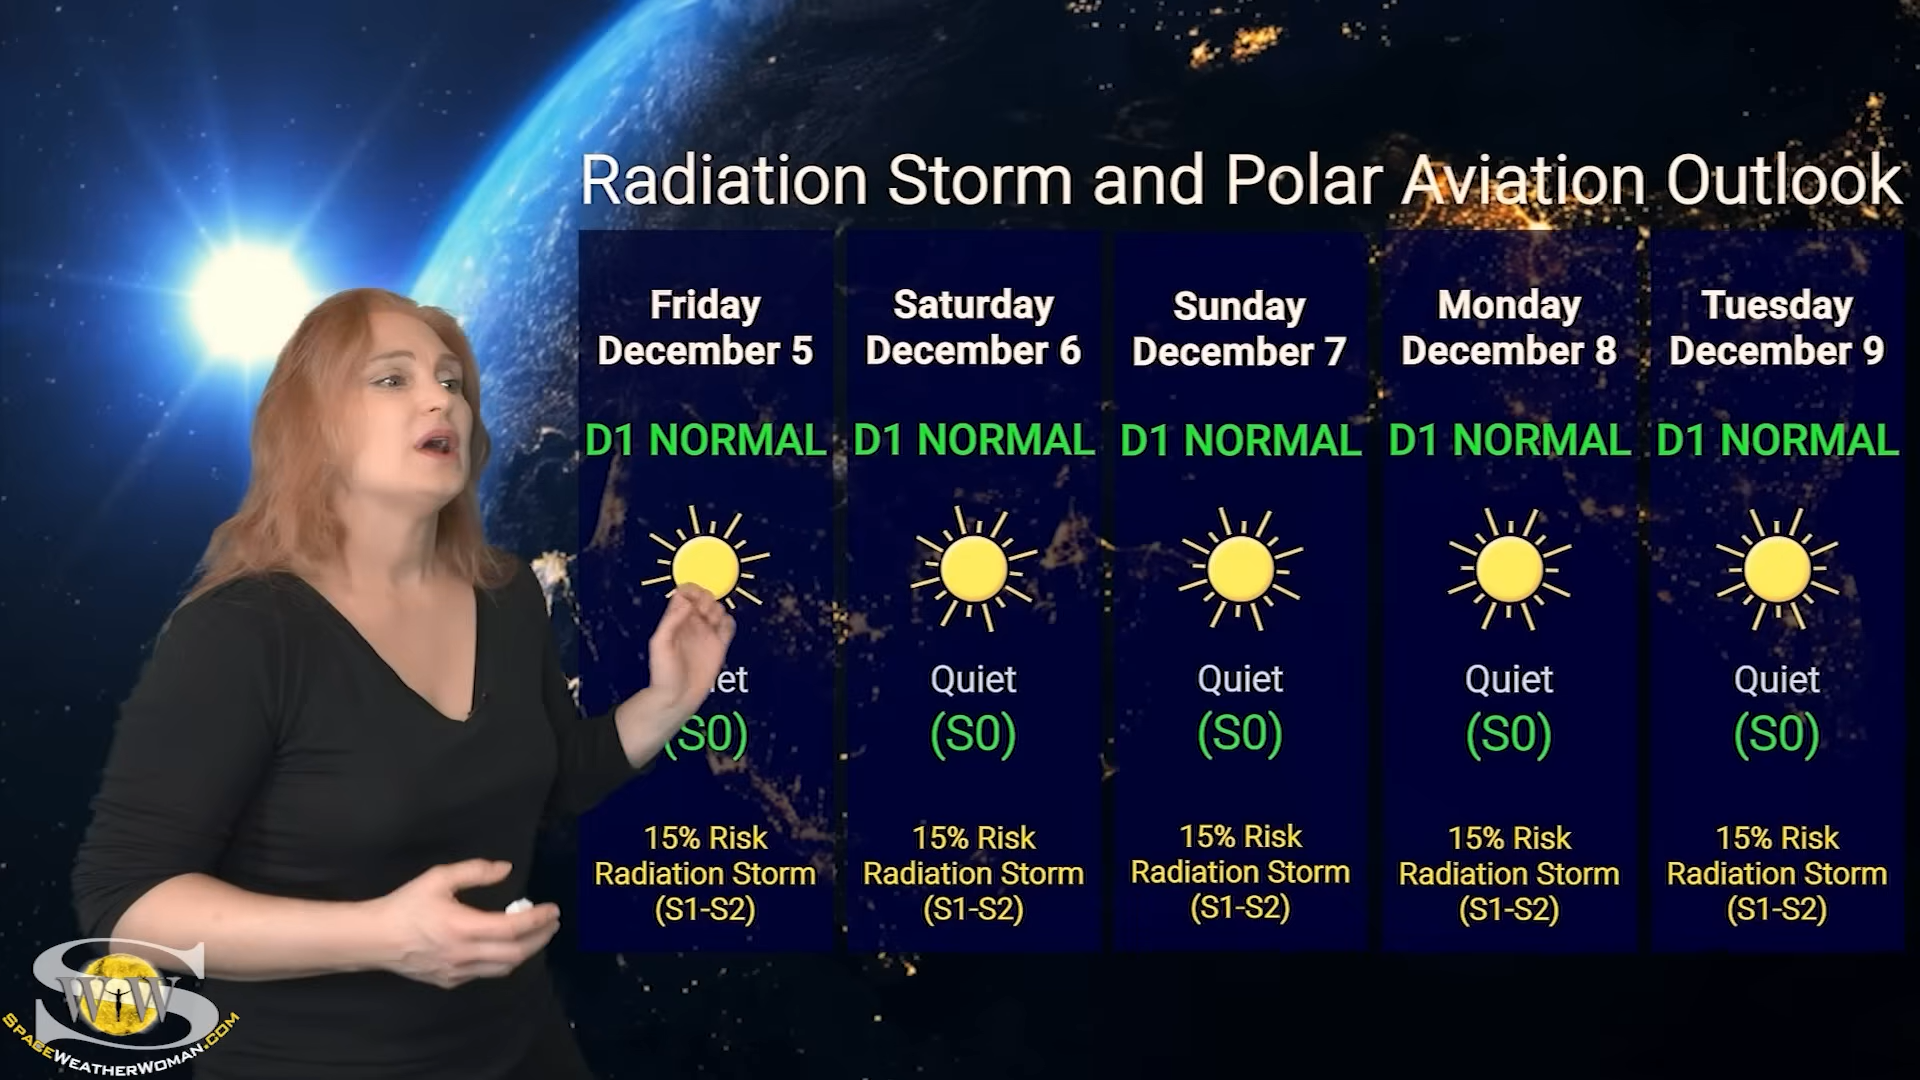 Radiation Storm and Polar Aviation Outlook
Friday
December 5
D1 NORMAL
(S0)
15% Risk
Radiation Storm
(S1-S2)
Saturday
December 6
D1 NORMAL
Quiet
(S0)
15% Risk
Radiation Storm
(S1-S2)
Sunday
December 7
D1 NORMAL
Quiet
(S0)
15% Risk
Radiation Storm
(S1-S2)
Monday
December 8
D1 NORMAL
Quiet
(S0)
15% Risk
Radiation Storm
(S1-S2)
Tuesday
December 9
D1 NORMAL
Quiet
(S0)
15% Risk
Radiation Storm
(S1-S2)
SWW
SPACEWEATHERWOMAN.COM